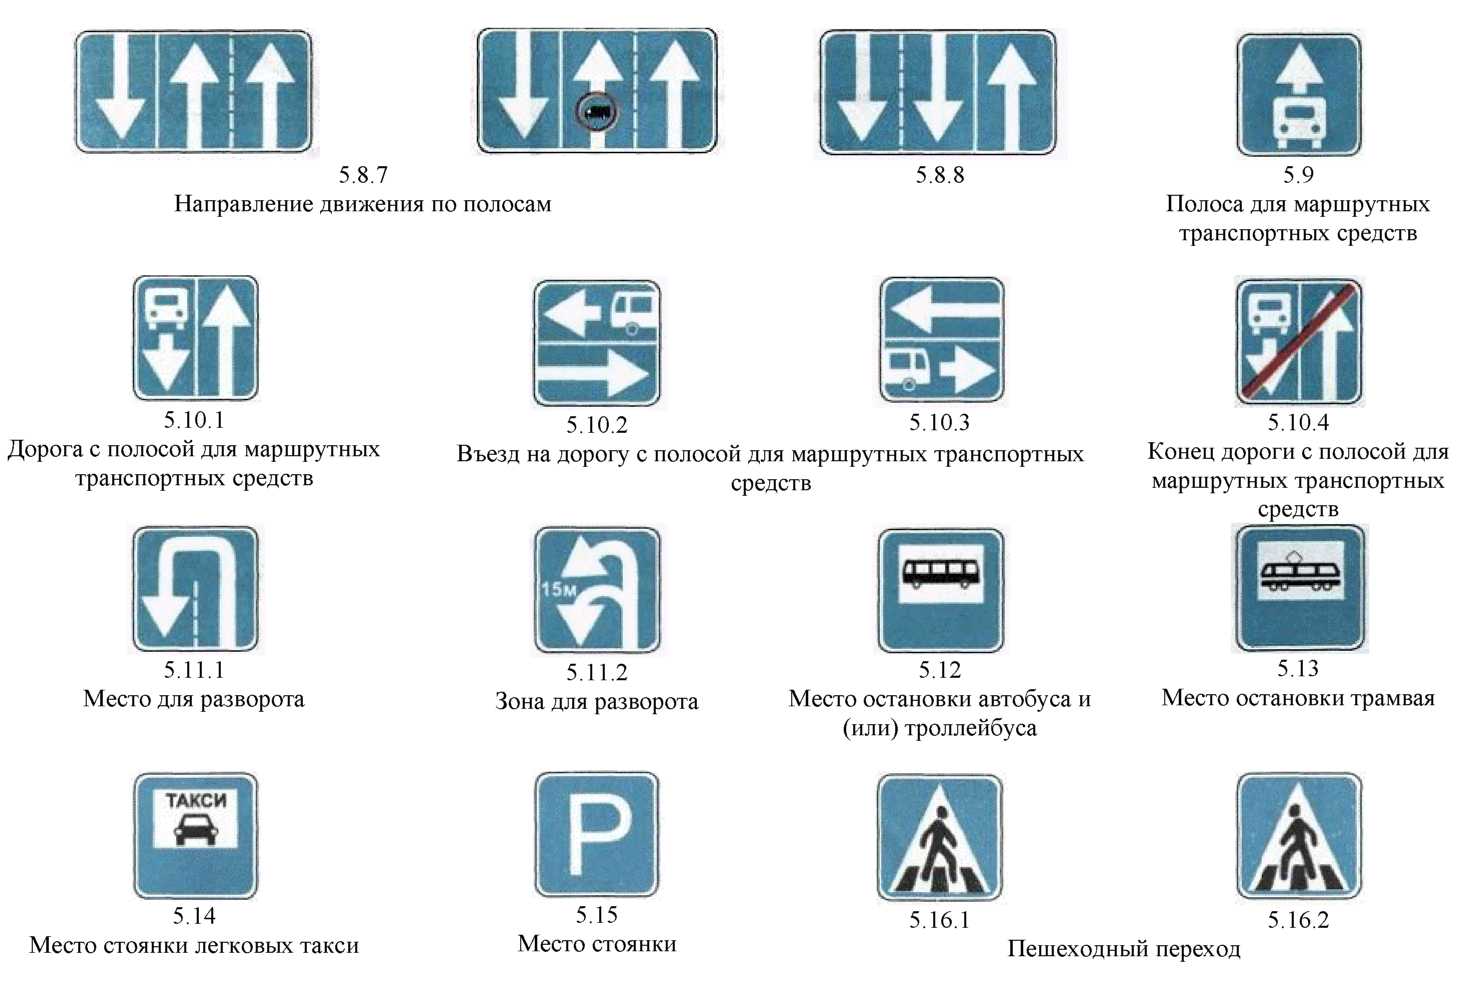 5.8.7
Направление движения по полосам
5.8.8
5.9
Полоса для маршрутных
транспортных средств
5.10.1
Дорога с полосой для маршрутных
транспортных средств
5.10.2
5.10.3
Въезд на дорогу с полосой для маршрутных транспортных
средств
5.10.4
Конец дороги с полосой для
маршрутных транспортных
средств
5.11.1
Место для разворота
15м
5.11.2
Зона для разворота
5.12
Место остановки автобуса и
(или) троллейбуса
5.13
Место остановки трамвая
ТАКСИ
5.14
Место стоянки легковых такси
P
5.15
Место стоянки
5.16.1
5.16.2
Пешеходный переход